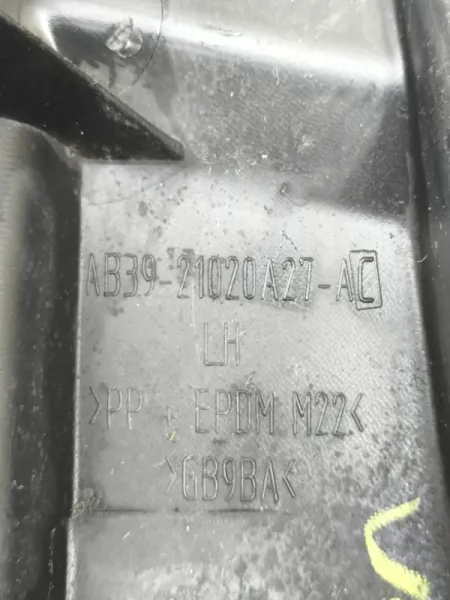 AB39-21020A27-AC
LH
>PP + EPDM M22<
>GB9BA<